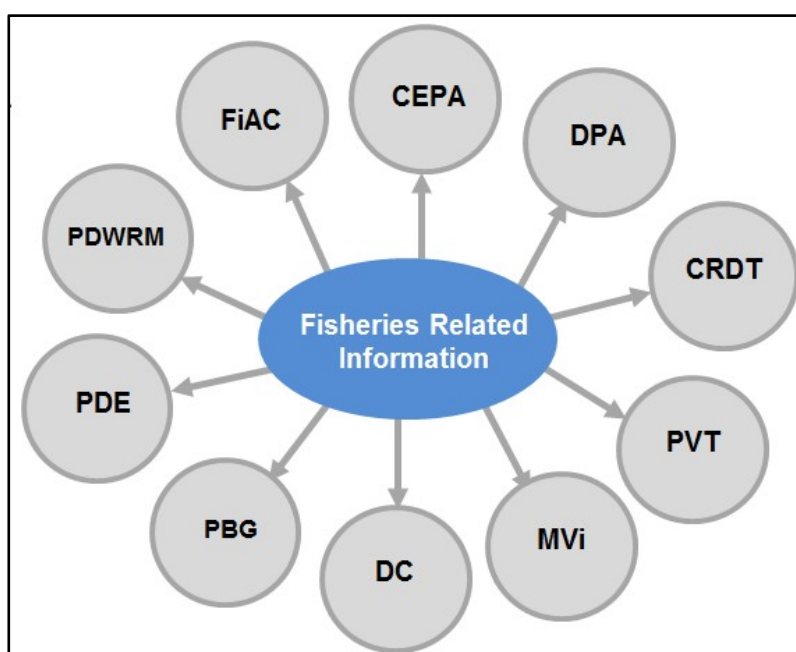 CEPA
FiAC
DPA
PDWRM
CRDT
Fisheries Related
Information
PDE
PVT
PBG
MVi
DC